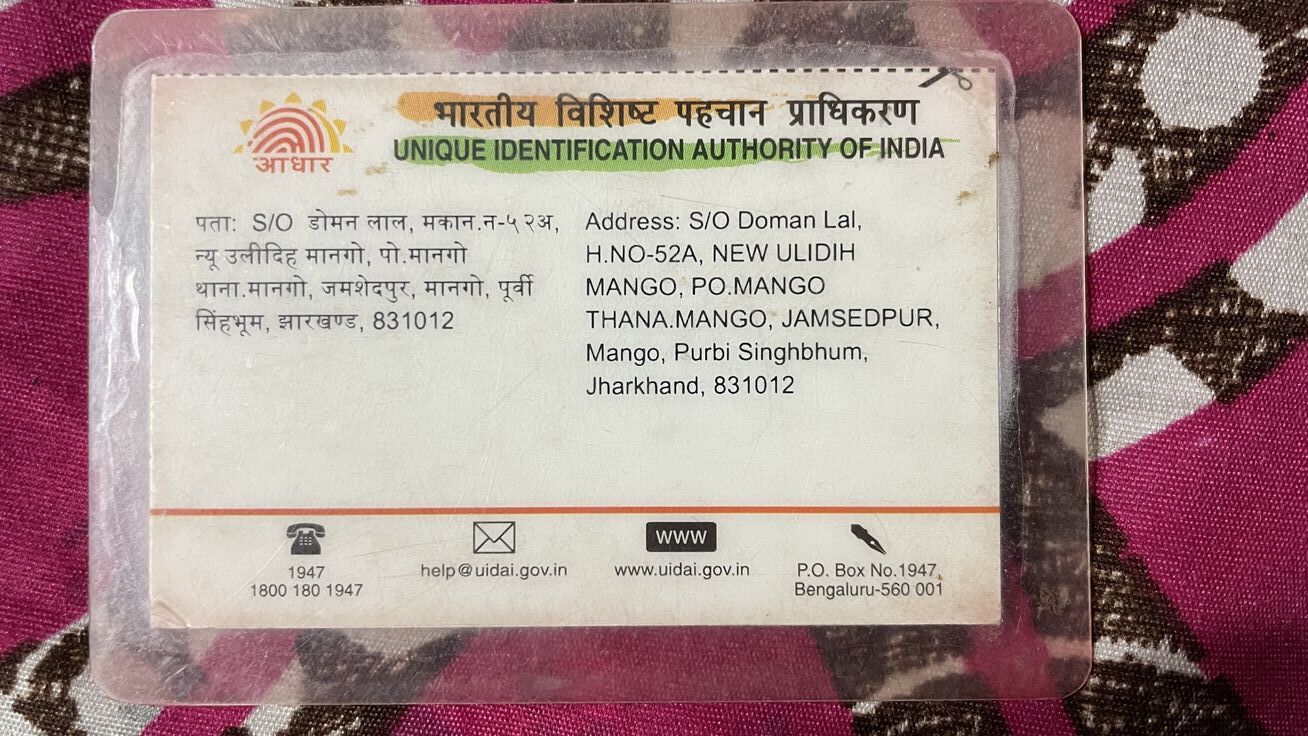 भारतीय विशिष्ट पहचान प्राधिकरण
UNIQUE IDENTIFICATION AUTHORITY OF INDIA
आधार
पता: S/O डोमन लाल, मकान.न-५२अ,
न्यू उलीदिह मानगो, पो.मानगो
थाना.मानगो, जमशेदपुर, मानगो, पूर्वी
सिंहभूम, झारखण्ड, 831012
Address: S/O Doman Lal,
H.NO-52A, NEW ULIDIH
MANGO, PO.MANGO
THANA.MANGO, JAMSEDPUR,
Mango, Purbi Singhbhum,
Jharkhand, 831012
1947
1800 180 1947
help@uidai.gov.in
www
www.uidai.gov.in
P.O. Box No.1947,
Bengaluru-560 001